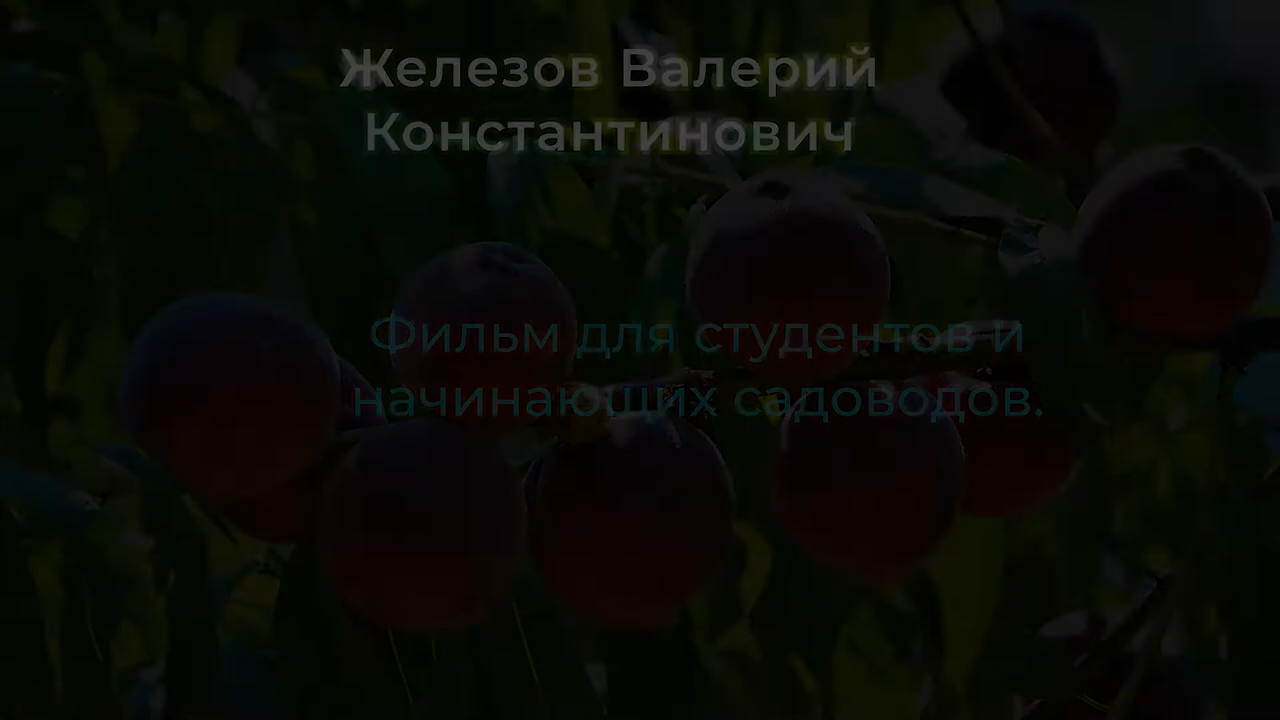 Железов Валерий
Константинович
Фильм для студентов и
начинающих садоводов.